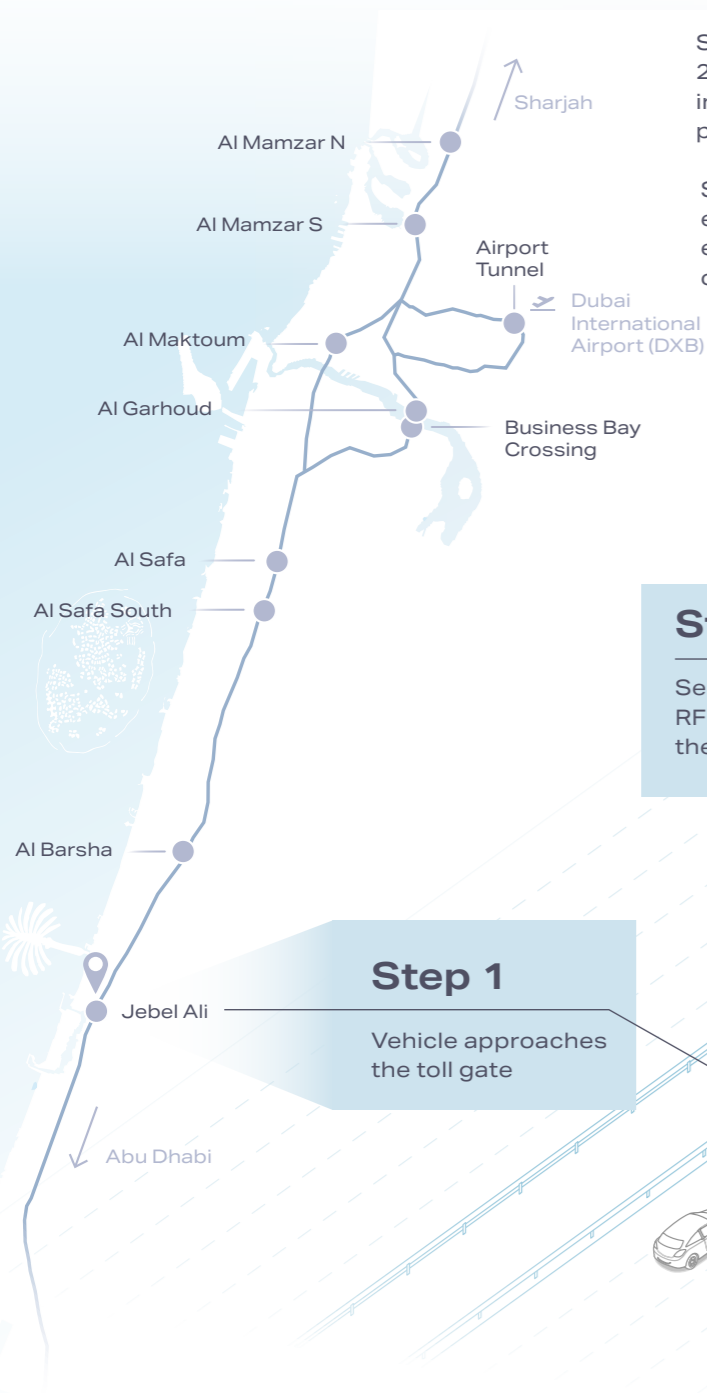 Sharjah
Al Mamzar N
Al Mamzar S
Airport
Tunnel
Dubai
International
Airport (DXB)
Al Maktoum
Al Garhoud
Business Bay
Crossing
Al Safa
Al Safa South
Al Barsha
Step 1
Jebel Ali
Vehicle approaches
the toll gate
Abu Dhabi